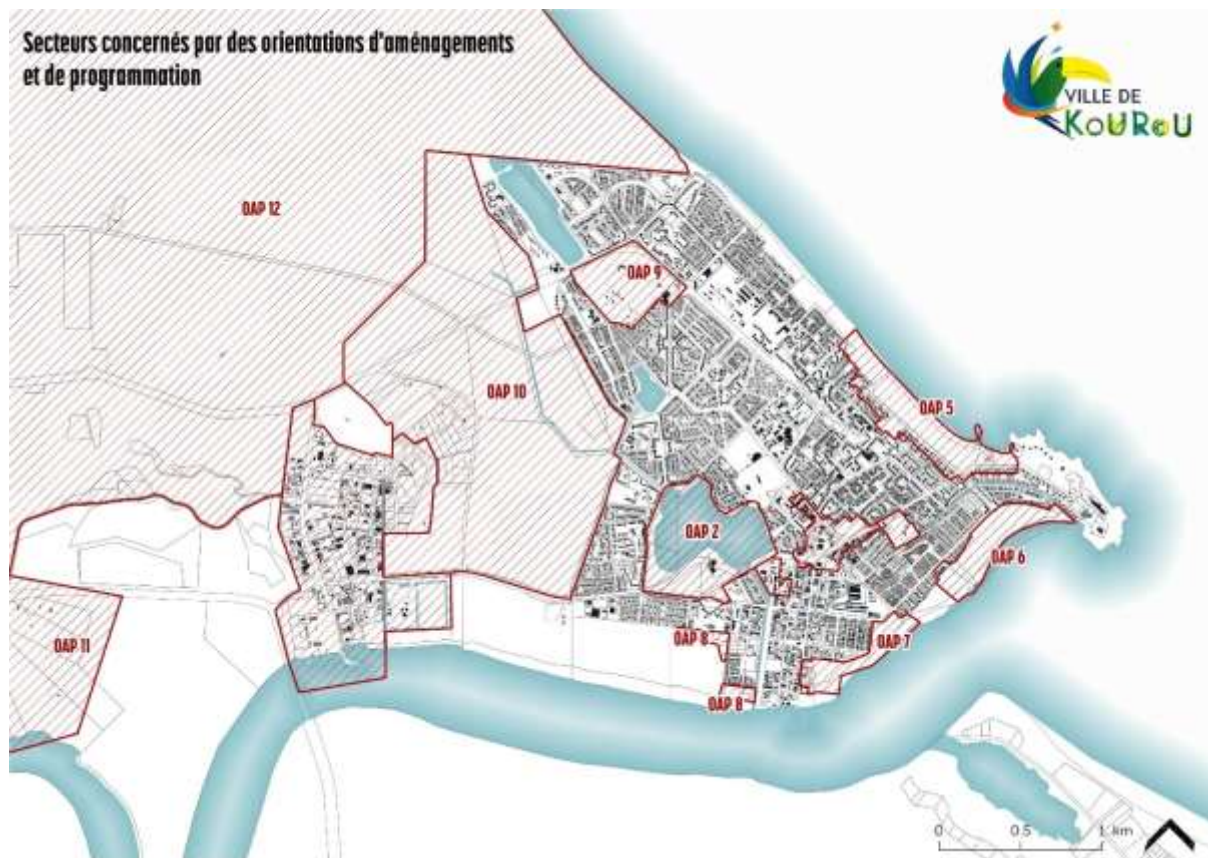 Secteurs concernés par des orientations d'aménagements
et de programmation
VILLE DE
KOUROU
OAP 12
OAP 9
OAP 10
OAP 5
OAP 2
OAP 6
OAP 11
OAP 8
OAP 7
OAP 8
0 0.5 1 km